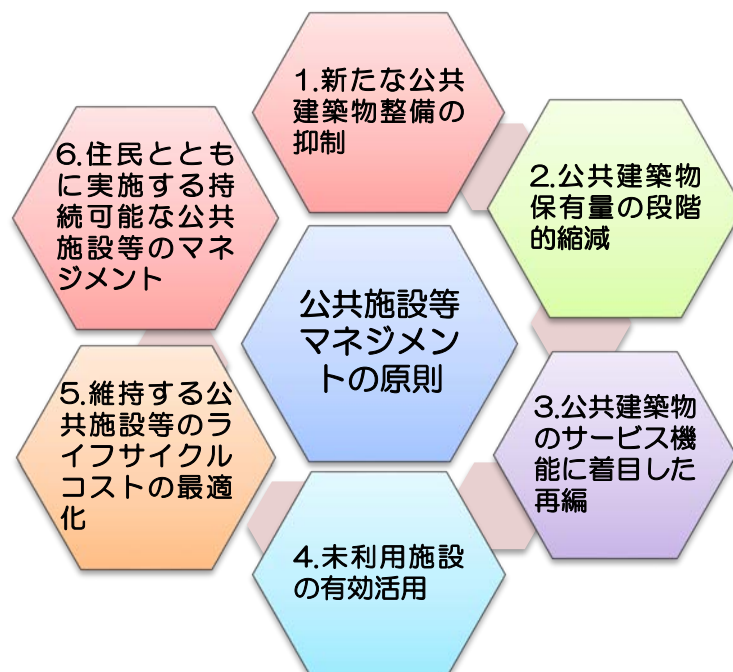 1.新たな公共
建築物整備の
抑制
2.公共建築物
保有量の段階
的縮減
3.公共建築物
のサービス機
能に着目した
再編
4.未利用施設
の有効活用
5.維持する公
共施設等のラ
イフサイクル
コストの最適
化
6.住民ととも
に実施する持
続可能な公共
施設等のマネ
ジメント
公共施設等
マネジメン
トの原則